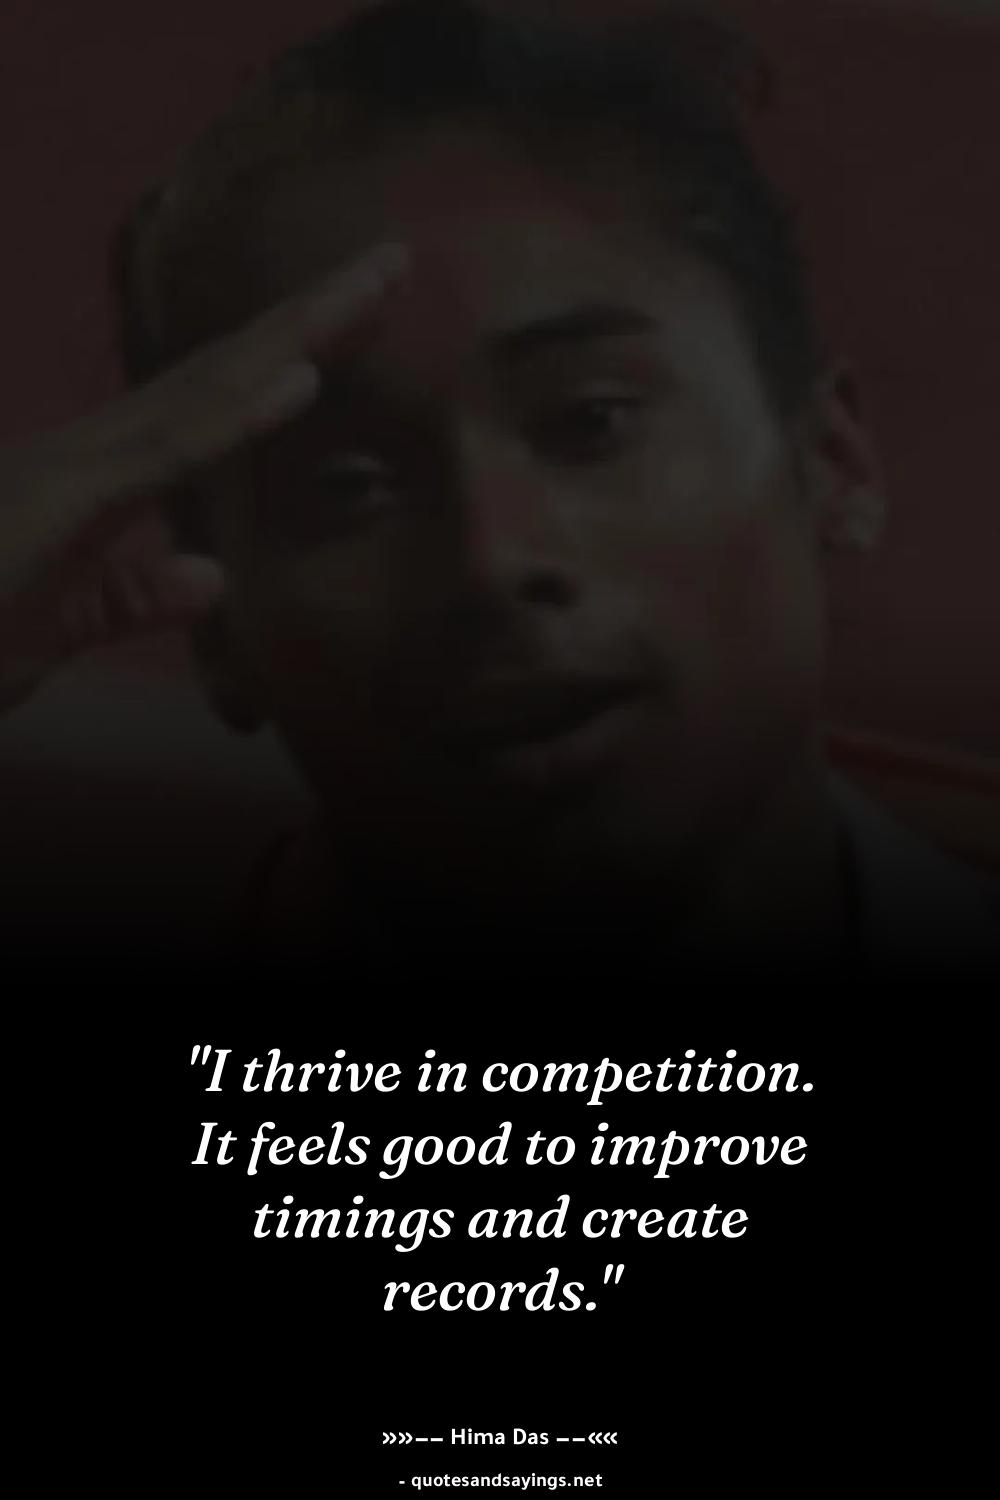 "I thrive in competition.
It feels good to improve
timings and create
records."
»»−− Hima Das −−««
- quotesandsayings.net